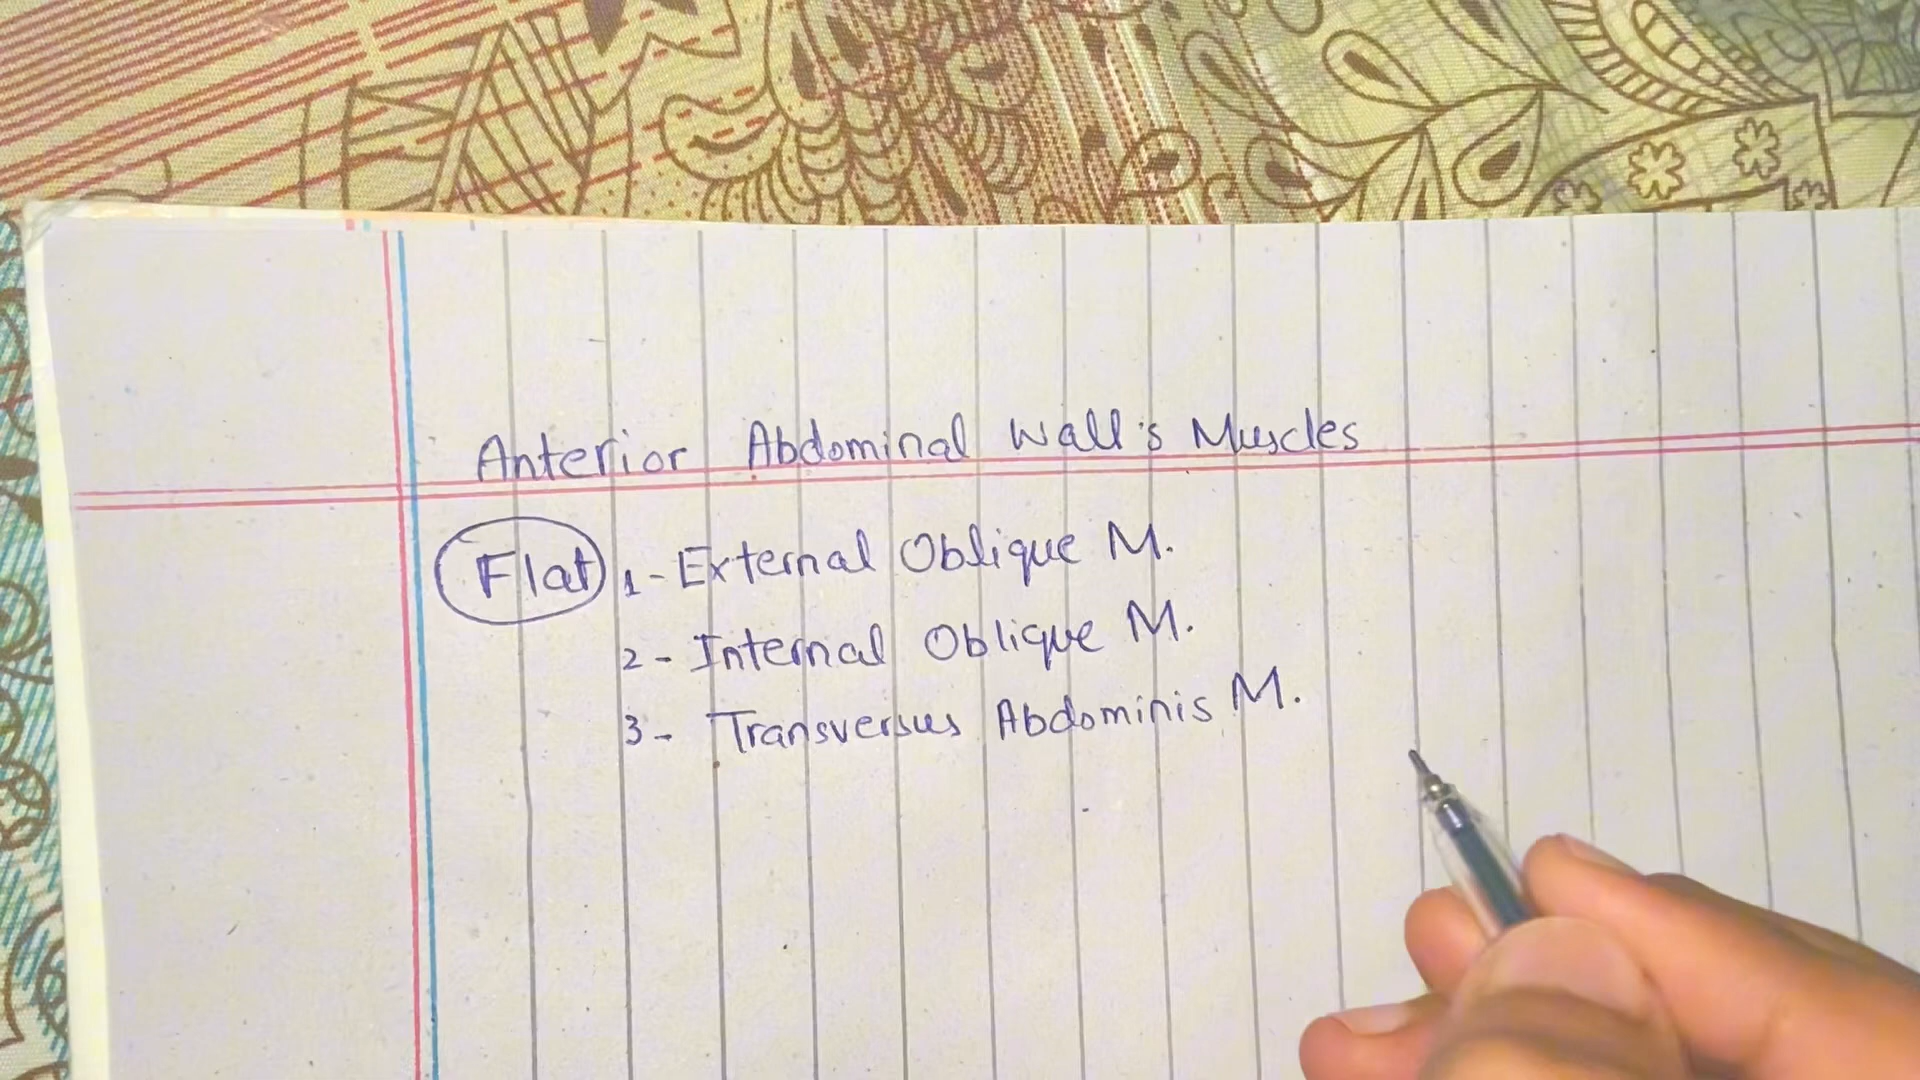 Anterior Abdominal Wall's Muscles
Flat 1- External Oblique M.
2- Internal Oblique M.
3- Transversus Abdominis M.